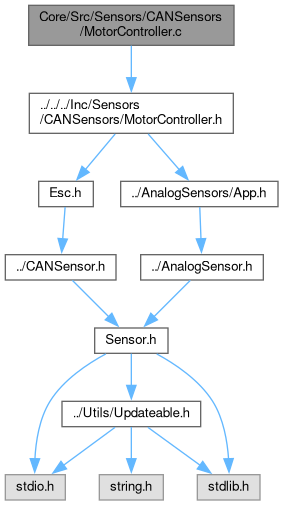 Core/Src/Sensors/CANSensors
/MotorController.c
../../../Inc/Sensors
/CANSensors/MotorController.h
Esc.h
../AnalogSensors/App.h
../CANSensor.h
../AnalogSensor.h
Sensor.h
../Utils/Updateable.h
stdio.h
string.h
stdlib.h